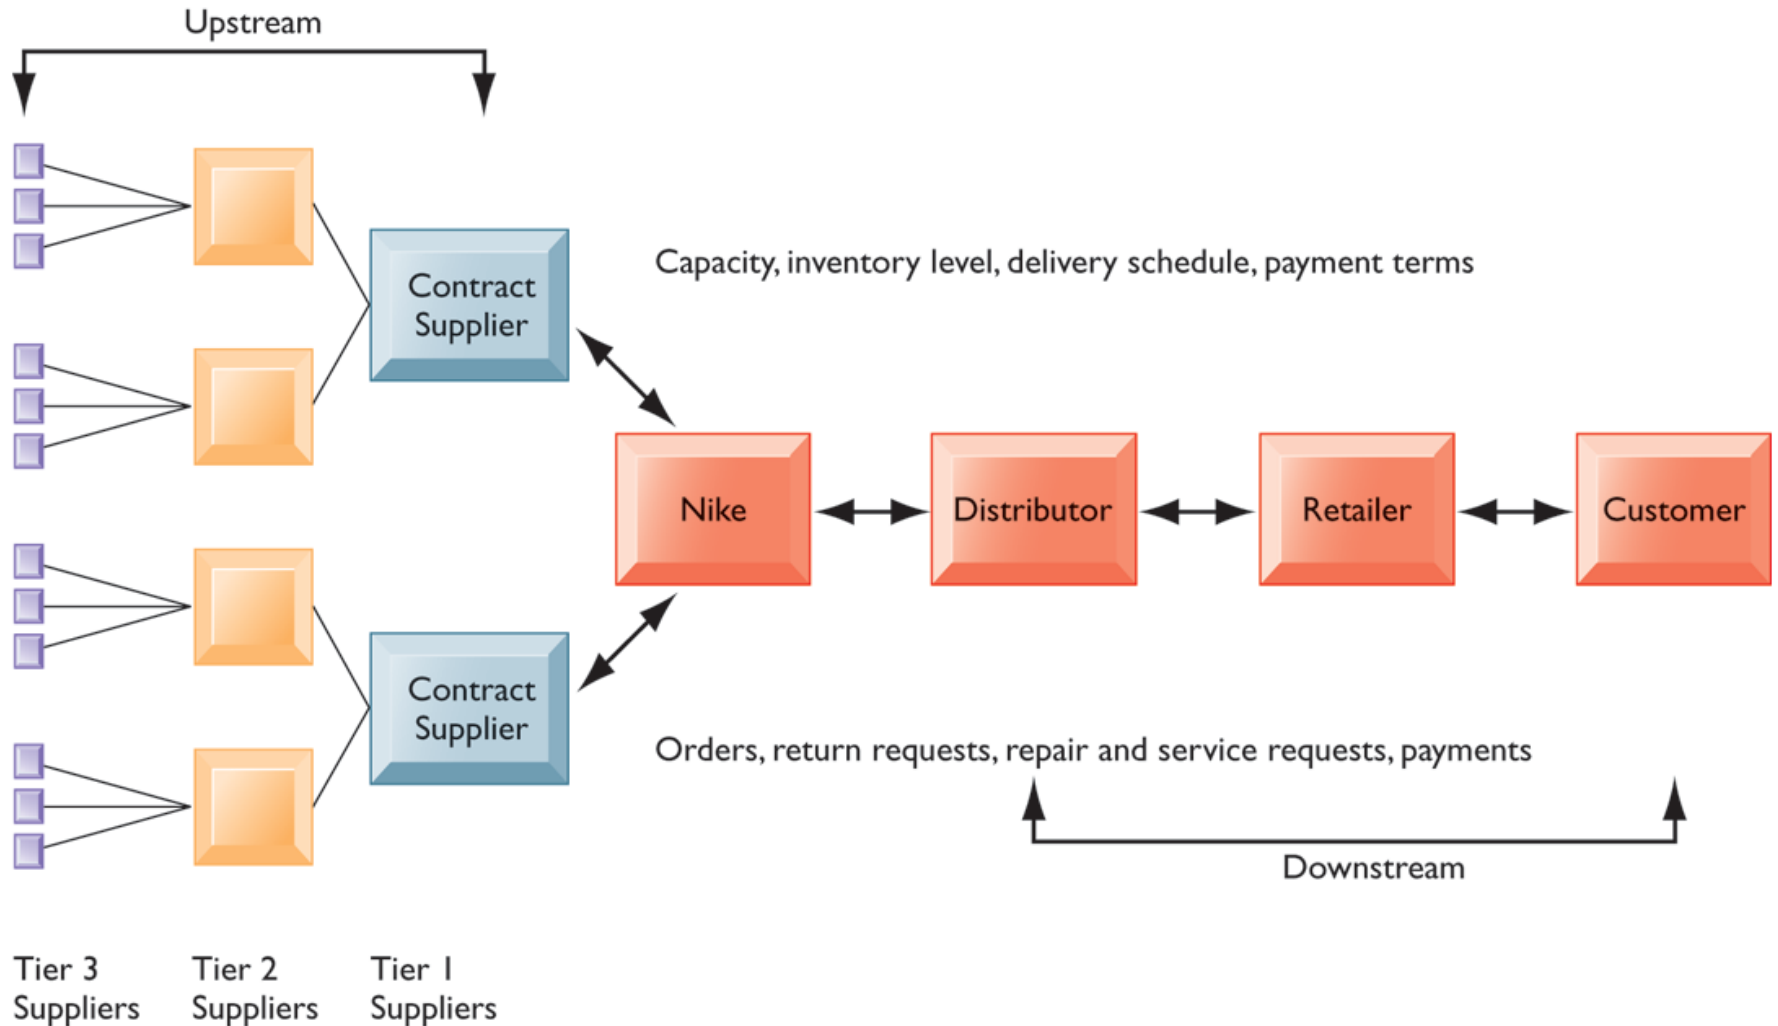 Upstream
Contract
Supplier
Capacity, inventory level, delivery schedule, payment terms
Nike
Distributor
Retailer
Customer
Contract
Supplier
Orders, return requests, repair and service requests, payments
Downstream
Tier 3
Suppliers
Tier 2
Suppliers
Tier 1
Suppliers